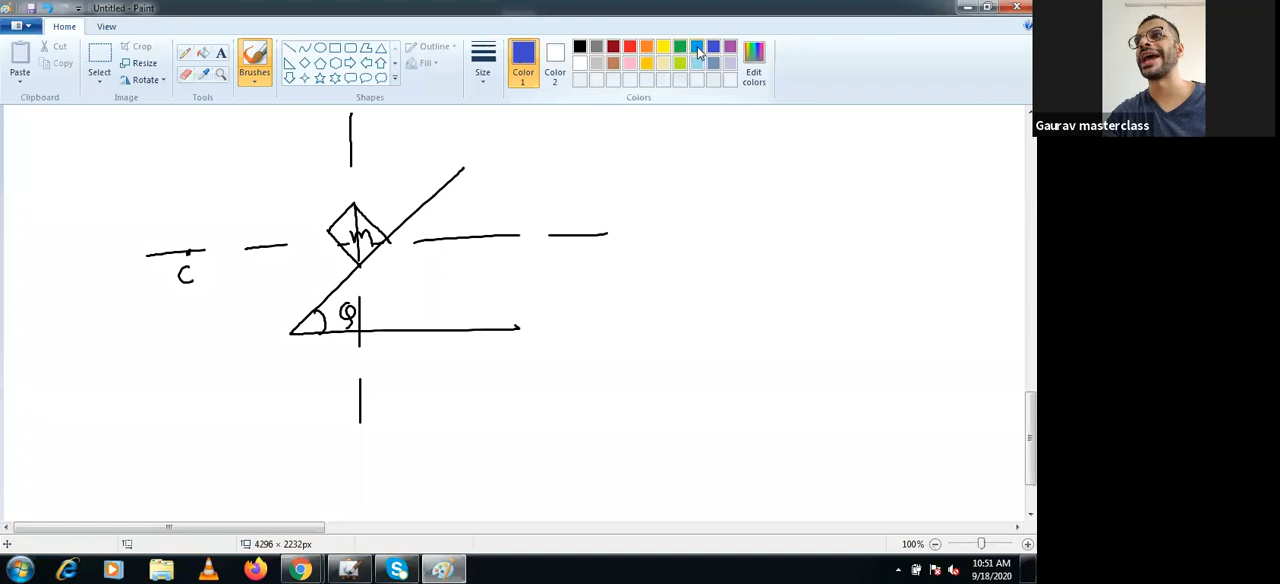 Untitled - Paint
Home View
Paste Cut Copy Select Crop Resize Rotate Brushes Outline Fill Size Color 1 Color 2 Edit colors
Clipboard Image Tools Shapes Colors
Gaurav masterclass
m
C
φ
4296 × 2232px 100%
10:51 AM
9/18/2020